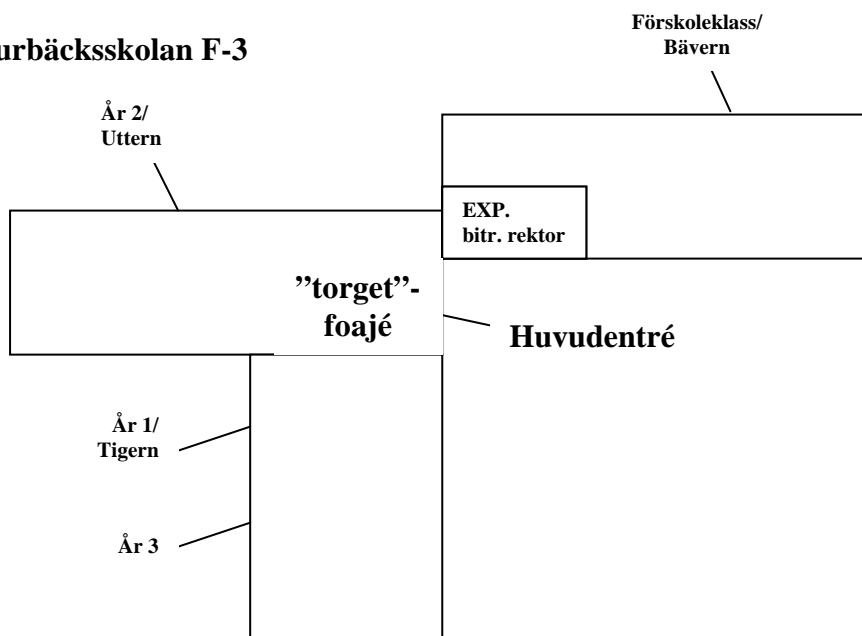 urbäcksskolan F-3
Förskoleklass/
Bävern
År 2/
Uttern
EXP.
bitr. rektor
”torget”-
foajé
Huvudentré
År 1/
Tigern
År 3